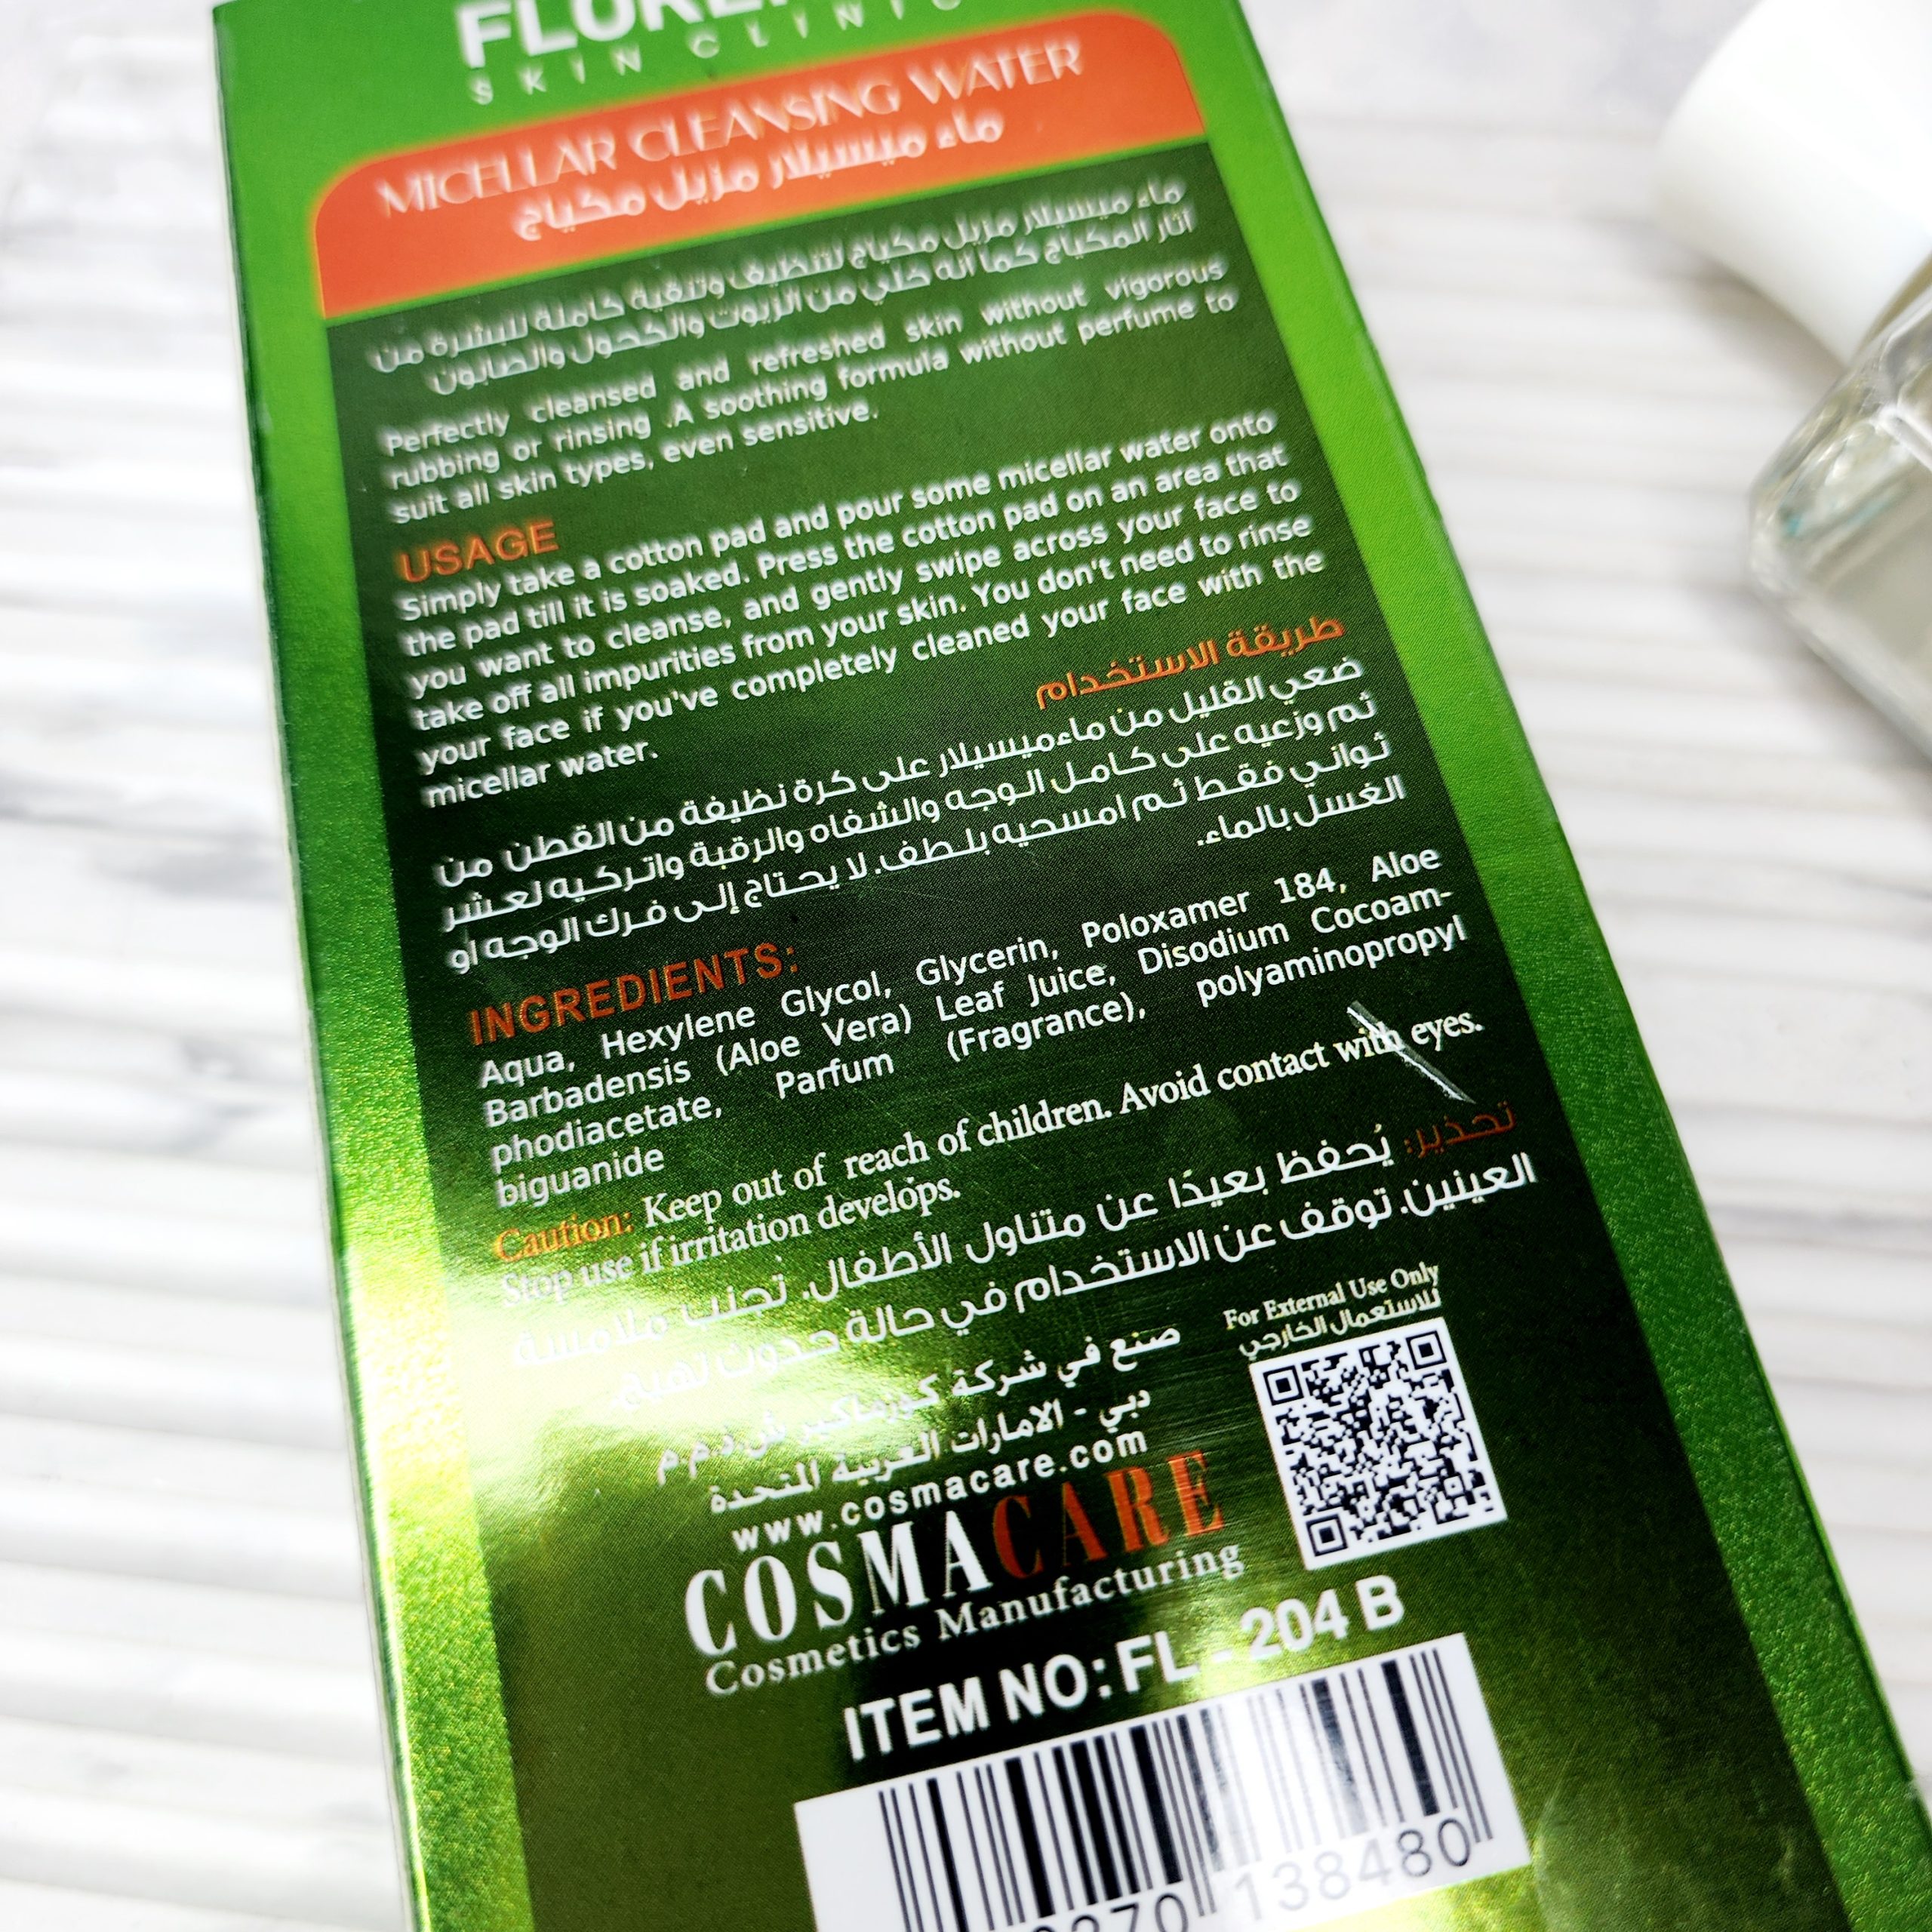 SKIN CLINIC
MICELLAR CLEANSING WATER
ماء ميسيلار مزيل مكياج
ماء ميسيلار مزيل مكياج لتنظيف وتنقية كاملة للبشرة من
آثار المكياج كما أنه خلي من الزيوت والكحول والصابون
Perfectly cleansed and refreshed skin without vigorous
rubbing or rinsing .A soothing formula without perfume to
suit all skin types, even sensitive.
USAGE
Simply take a cotton pad and pour some micellar water onto
the pad till it is soaked. Press the cotton pad on an area that
you want to cleanse, and gently swipe across your face to
take off all impurities from your skin. You don't need to rinse
your face if you've completely cleaned your face with the
micellar water.
طريقة الاستخدام
ضعي القليل من ماءميسيلار على كرة نظيفة من القطن من
ثم وزعيه على كامل الوجه والشفاه والرقبة واتركيه لعشر
ثواني فقط ثم امسحيه بلطف. لا يحتاج إلى فرك الوجه أو
الغسل بالماء.
INGREDIENTS:
Aqua, Hexylene Glycol, Glycerin, Poloxamer 184, Aloe
Barbadensis (Aloe Vera) Leaf Juice, Disodium Cocoam-
phodiacetate, Parfum (Fragrance), polyaminopropyl
biguanide
Caution: Keep out of reach of children. Avoid contact with eyes.
Stop use if irritation develops.
تحذير: يُحفظ بعيدًا عن متناول الأطفال. تجنب ملامسة
العينين. توقف عن الاستخدام في حالة حدوث تهيج.
For External Use Only
للاستعمال الخارجي
صنع في شركة كوزماكير ش.ذ.م.م
دبي - الامارات العربية المتحدة
www.cosmacare.com
COSMACARE
Cosmetics Manufacturing
ITEM NO: FL - 204 B
138480